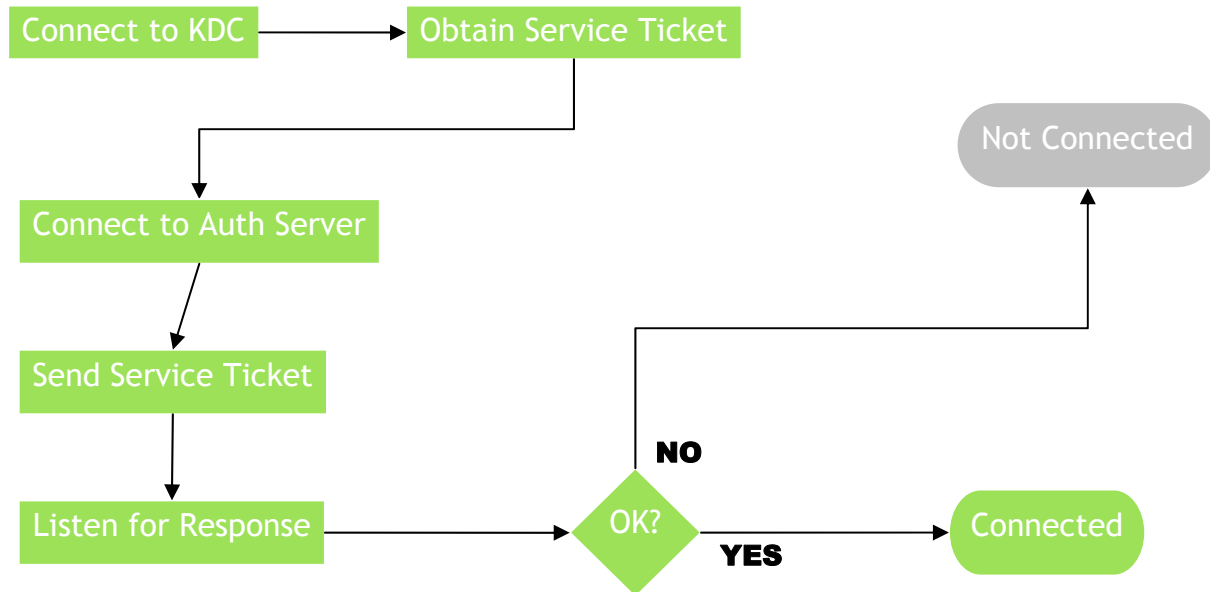 Connect to KDC
Obtain Service Ticket
Not Connected
Connect to Auth Server
Send Service Ticket
NO
Listen for Response
OK?
YES
Connected